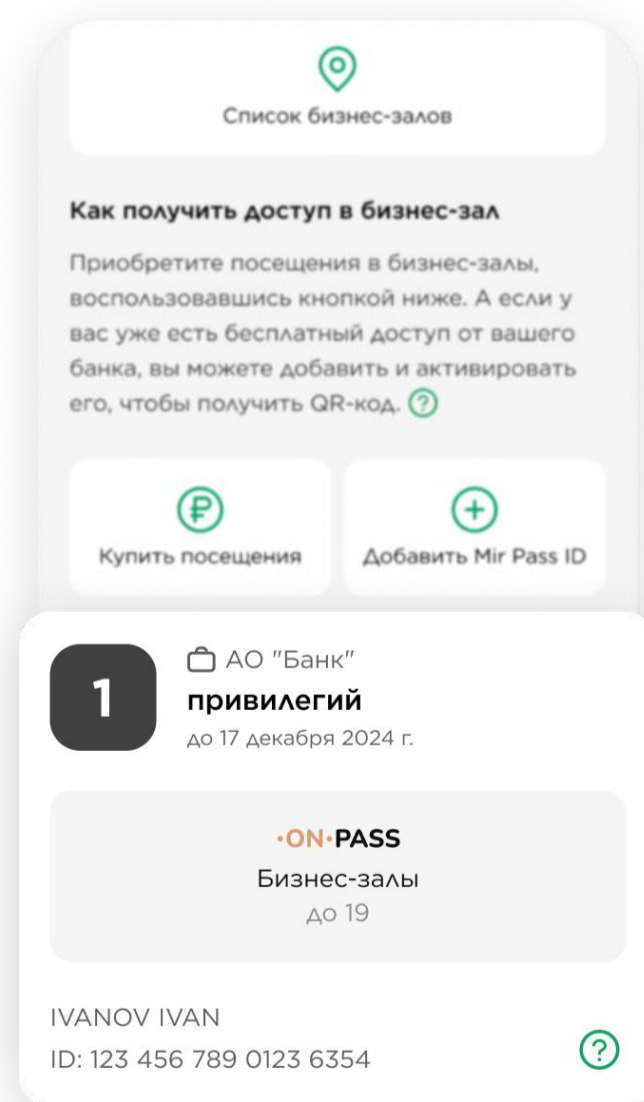 Список бизнес-залов
Как получить доступ в бизнес-зал
Приобретите посещения в бизнес-залы,
воспользовавшись кнопкой ниже. А если у
вас уже есть бесплатный доступ от вашего
банка, вы можете добавить и активировать
его, чтобы получить QR-код. ?
₽
Купить посещения
+
Добавить Mir Pass ID
1
АО "Банк"
привилегий
до 17 декабря 2024 г.
·ON·PASS
Бизнес-залы
до 19
IVANOV IVAN
ID: 123 456 789 0123 6354
?